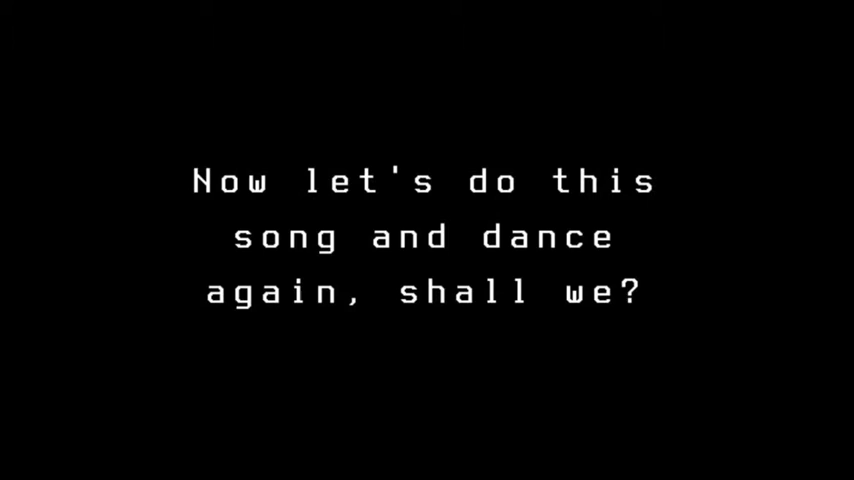 Now let's do this
song and dance
again, shall we?